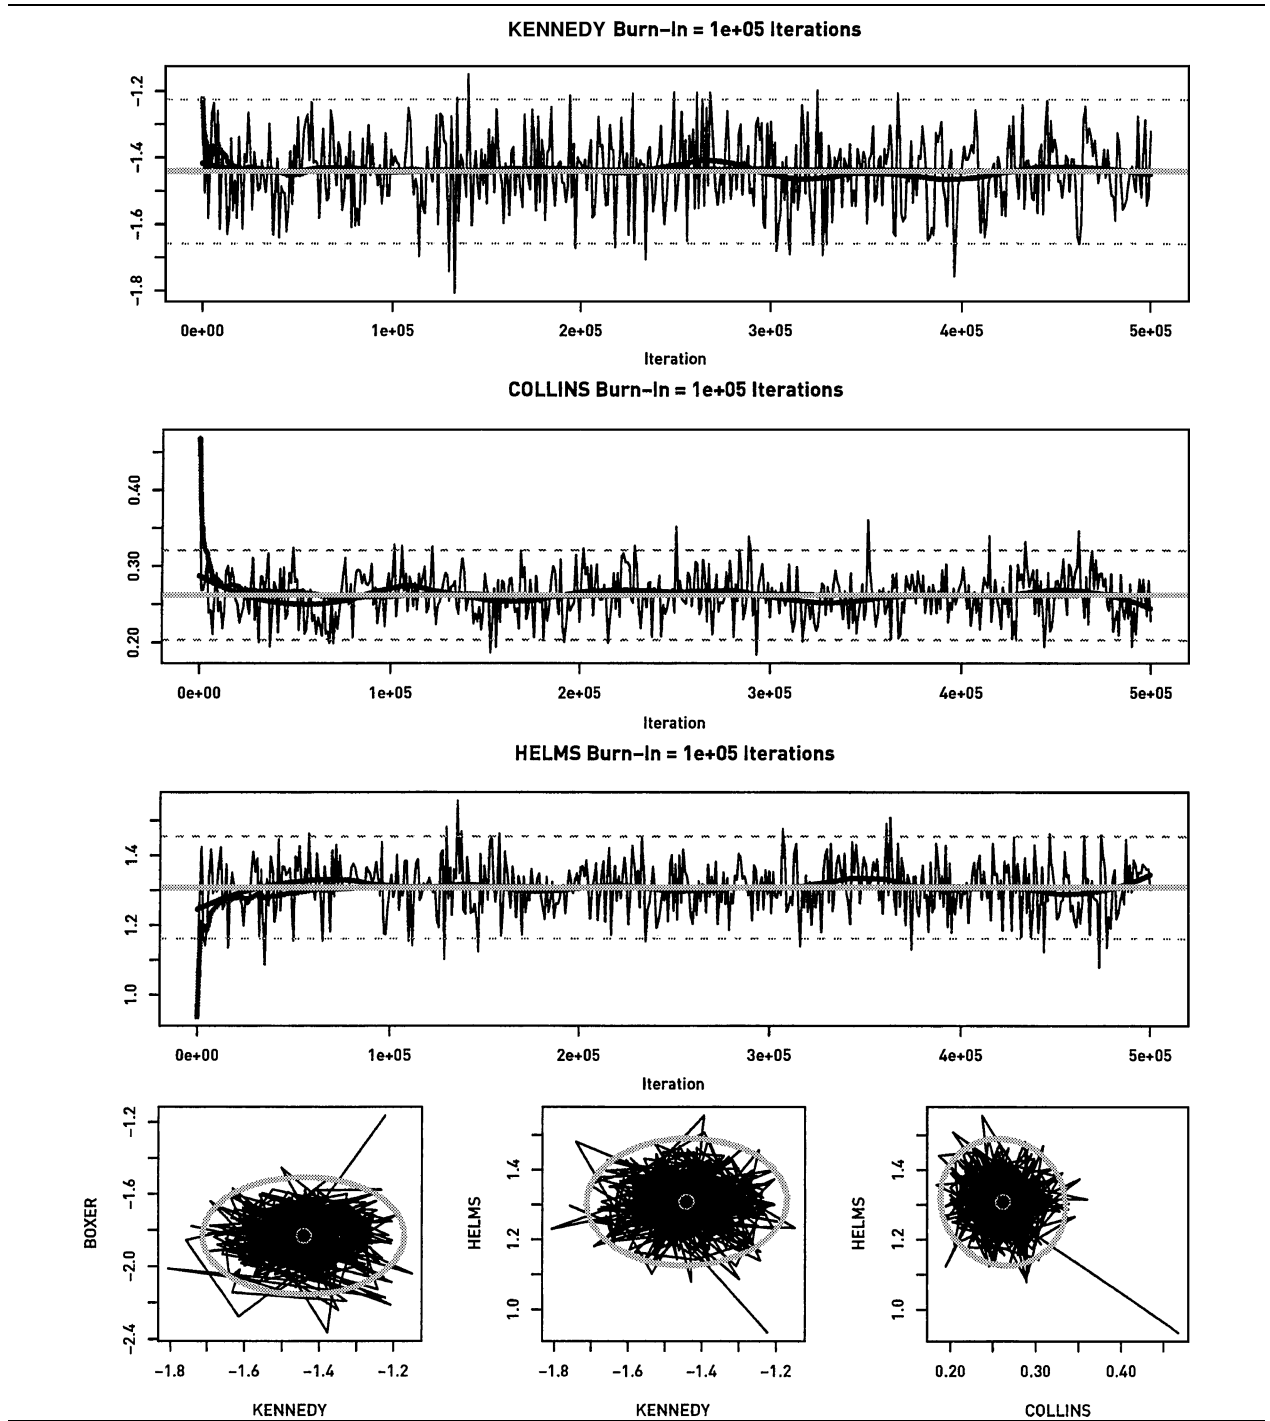 KENNEDY Burn-In = 1e+05 Iterations
-1.2
-1.4
-1.6
-1.8
0e+00 1e+05 2e+05 3e+05 4e+05 5e+05
Iteration
COLLINS Burn-In = 1e+05 Iterations
0.40
0.30
0.20
0e+00 1e+05 2e+05 3e+05 4e+05 5e+05
Iteration
HELMS Burn-In = 1e+05 Iterations
1.4
1.2
1.0
0e+00 1e+05 2e+05 3e+05 4e+05 5e+05
Iteration
BOXER
-1.2
-1.6
-2.0
-2.4
-1.8 -1.6 -1.4 -1.2
KENNEDY
HELMS
1.4
1.2
1.0
-1.8 -1.6 -1.4 -1.2
KENNEDY
HELMS
1.4
1.2
1.0
0.20 0.30 0.40
COLLINS